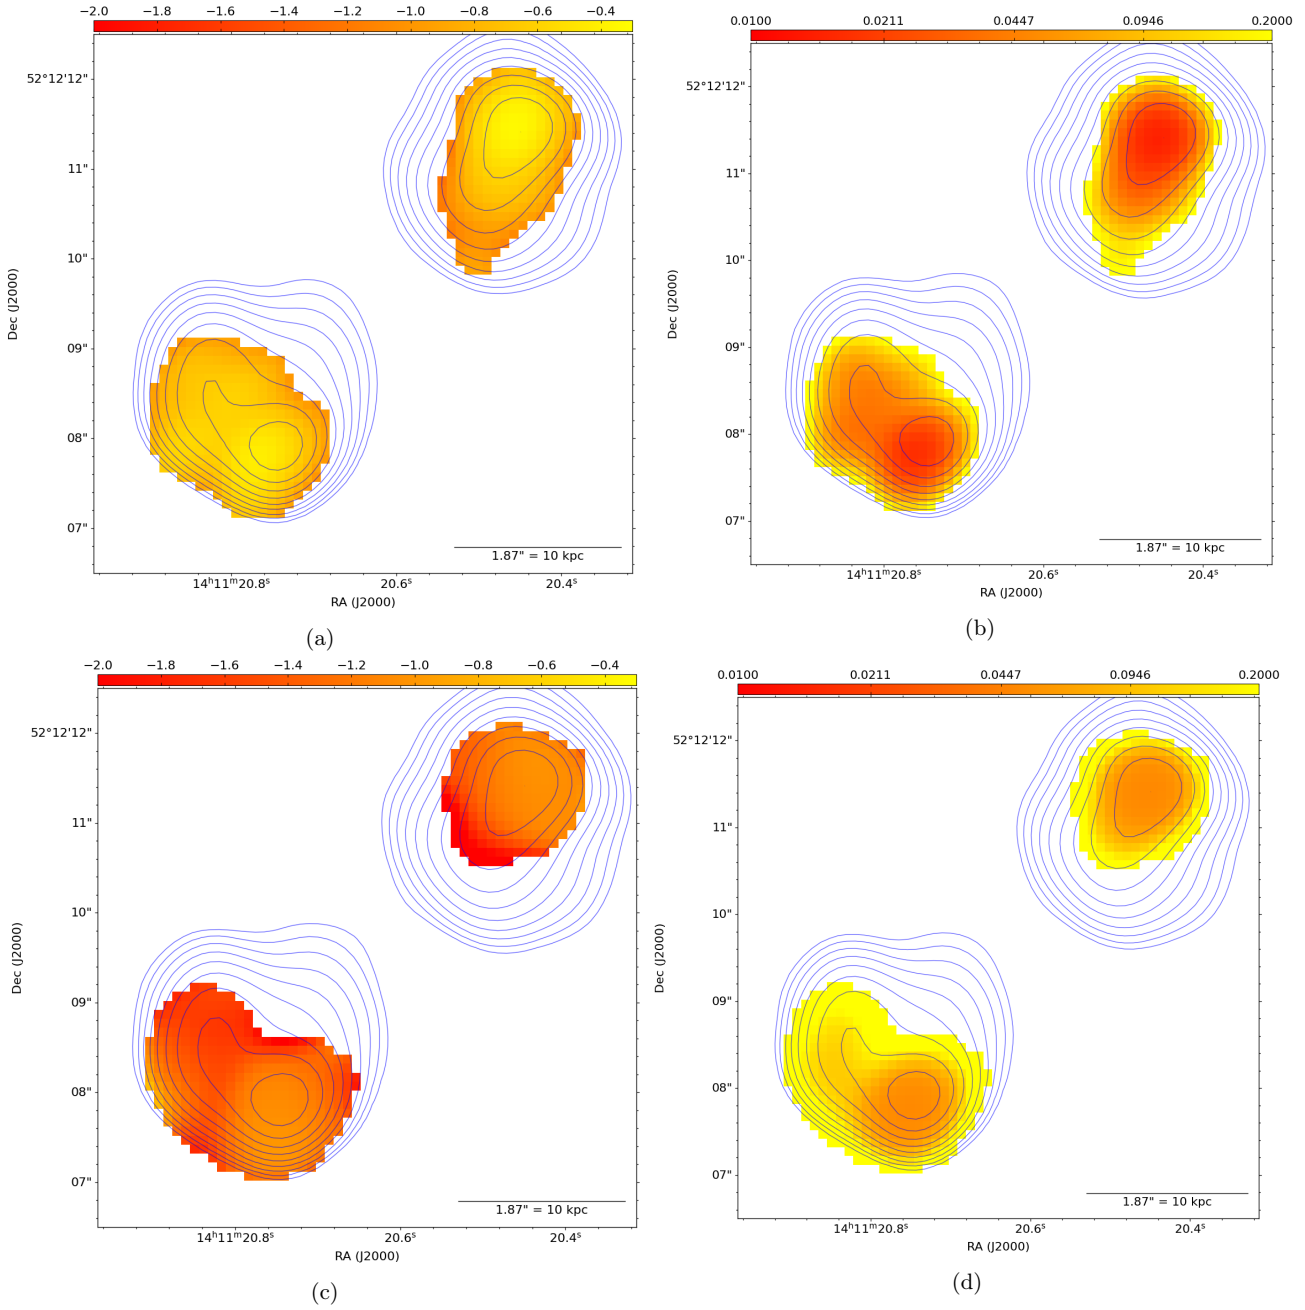 −2.0 −1.8 −1.6 −1.4 −1.2 −1.0 −0.8 −0.6 −0.4
52°12'12"
11"
10"
09"
08"
07"
Dec (J2000)
1.87" = 10 kpc
14ʰ11ᵐ20.8ˢ 20.6ˢ 20.4ˢ
RA (J2000)
(a)
0.0100 0.0211 0.0447 0.0946 0.2000
52°12'12"
11"
10"
09"
08"
07"
Dec (J2000)
1.87" = 10 kpc
14ʰ11ᵐ20.8ˢ 20.6ˢ 20.4ˢ
RA (J2000)
(b)
−2.0 −1.8 −1.6 −1.4 −1.2 −1.0 −0.8 −0.6 −0.4
52°12'12"
11"
10"
09"
08"
07"
Dec (J2000)
1.87" = 10 kpc
14ʰ11ᵐ20.8ˢ 20.6ˢ 20.4ˢ
RA (J2000)
(c)
0.0100 0.0211 0.0447 0.0946 0.2000
52°12'12"
11"
10"
09"
08"
07"
Dec (J2000)
1.87" = 10 kpc
14ʰ11ᵐ20.8ˢ 20.6ˢ 20.4ˢ
RA (J2000)
(d)